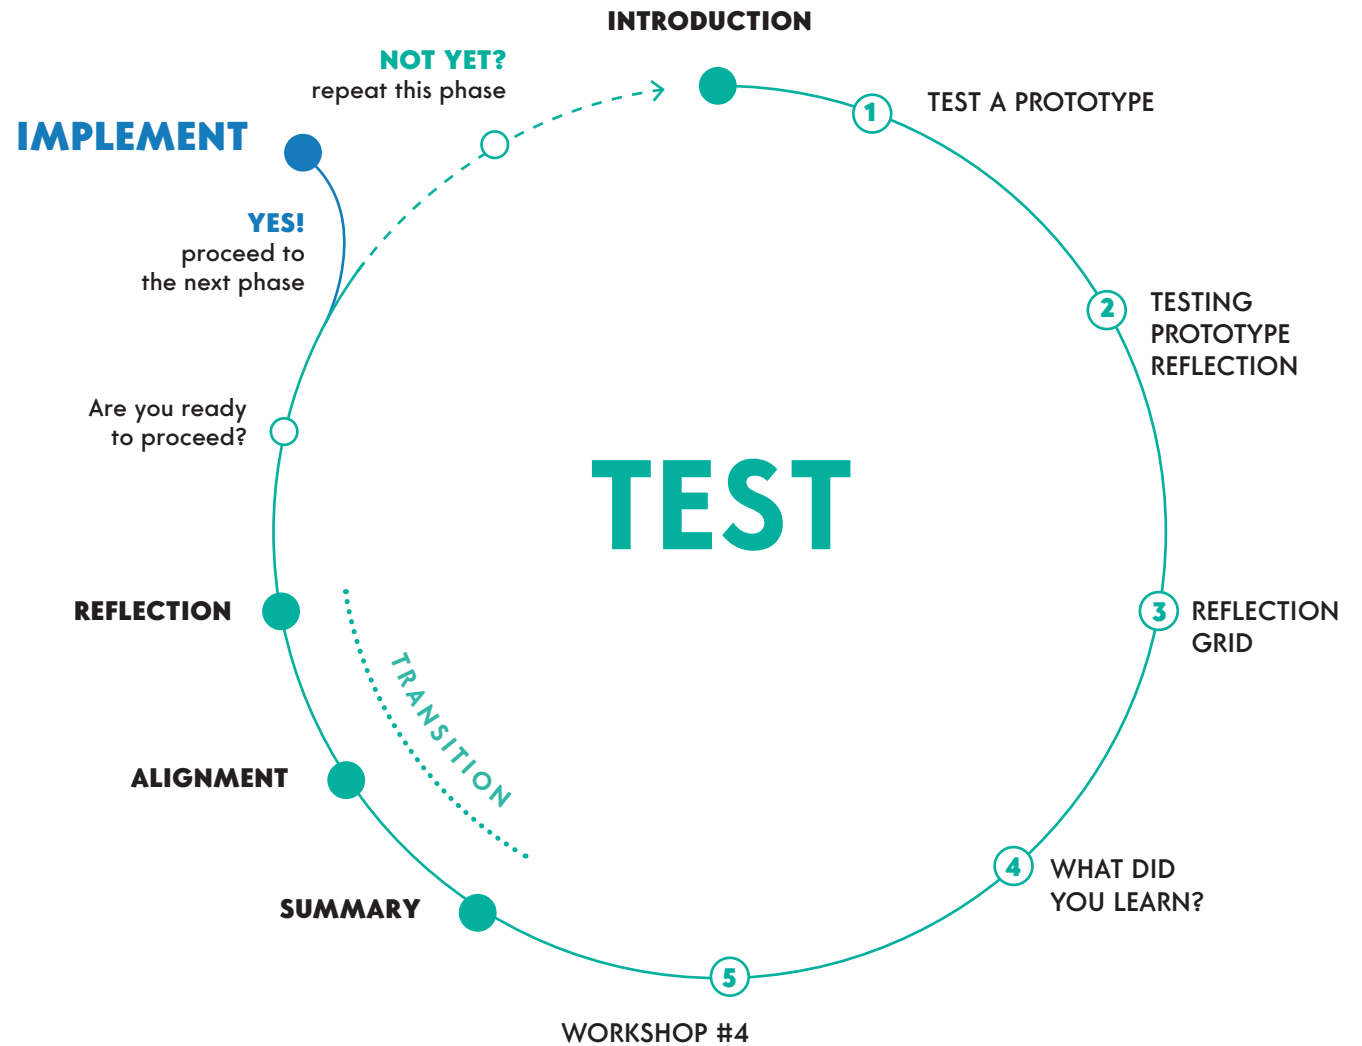 INTRODUCTION
NOT YET?
repeat this phase
1
TEST A PROTOTYPE
IMPLEMENT
YES!
proceed to
the next phase
2
TESTING
PROTOTYPE
REFLECTION
Are you ready
to proceed?
TEST
REFLECTION
3
REFLECTION
GRID
TRANSITION
ALIGNMENT
4
WHAT DID
YOU LEARN?
SUMMARY
5
WORKSHOP #4